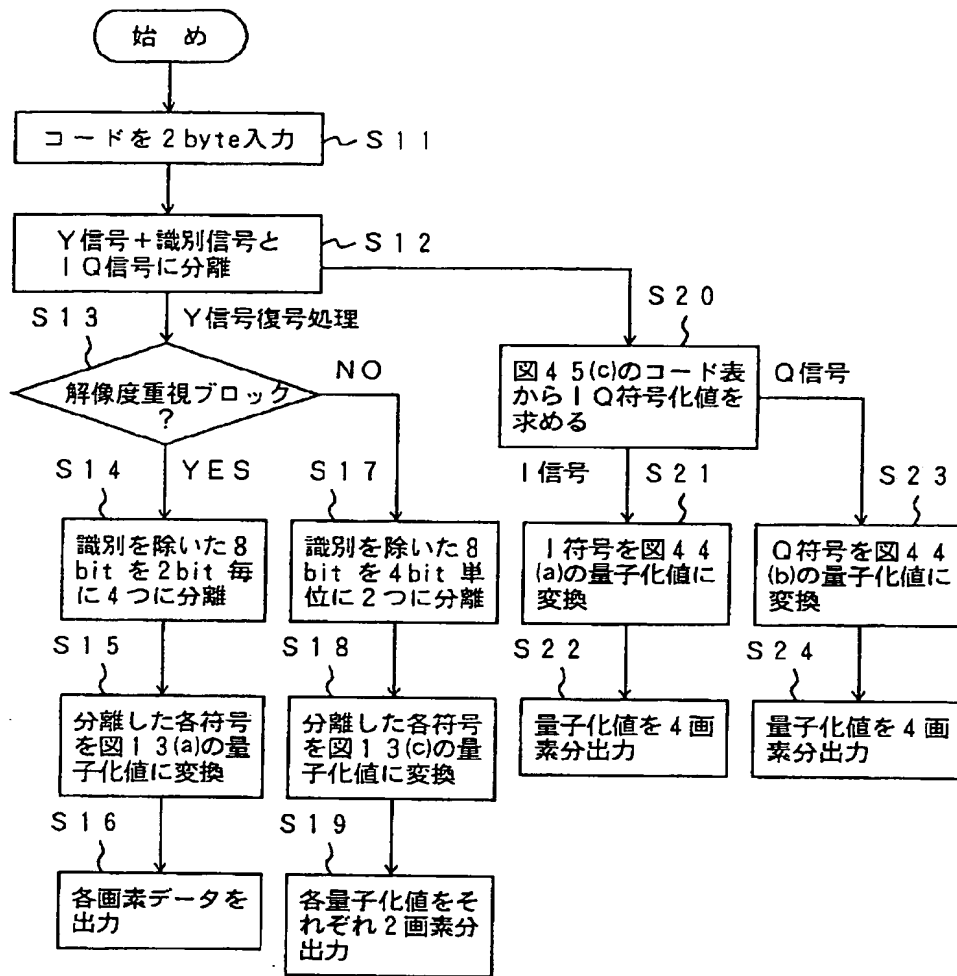 始 め
コードを2byte入力
S11
Y信号+識別信号と
IQ信号に分離
S12
S13
Y信号復号処理
解像度重視ブロック
?
NO
YES
S14
識別を除いた8
bitを2bit毎
に4つに分離
S15
分離した各符号
を図13(a)の量
子化値に変換
S16
各画素データを
出力
S17
識別を除いた8
bitを4bit単
位に2つに分離
S18
分離した各符号
を図13(c)の量
子化値に変換
S19
各量子化値をそ
れぞれ2画素分
出力
S20
図45(c)のコード表
からIQ符号化値を
求める
I信号
S21
I符号を図44
(a)の量子化値に
変換
S22
量子化値を4画
素分出力
Q信号
S23
Q符号を図44
(b)の量子化値に
変換
S24
量子化値を4画
素分出力